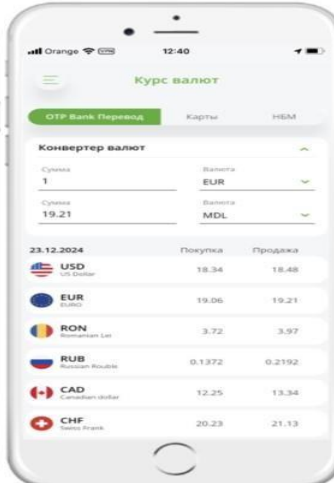 Orange VPN 12:40
Курс валют
OTP Bank Перевод Карты НБМ
Конвертер валют
Сумма Валюта
1 EUR
Сумма Валюта
19.21 MDL
23.12.2024 Покупка Продажа
USD 18.34 18.48
US Dollar
EUR 19.06 19.21
EURO
RON 3.72 3.97
Romanian Lei
RUB 0.1372 0.2192
Russian Rouble
CAD 12.25 13.34
Canadian dollar
CHF 20.23 21.13
Swiss Frank